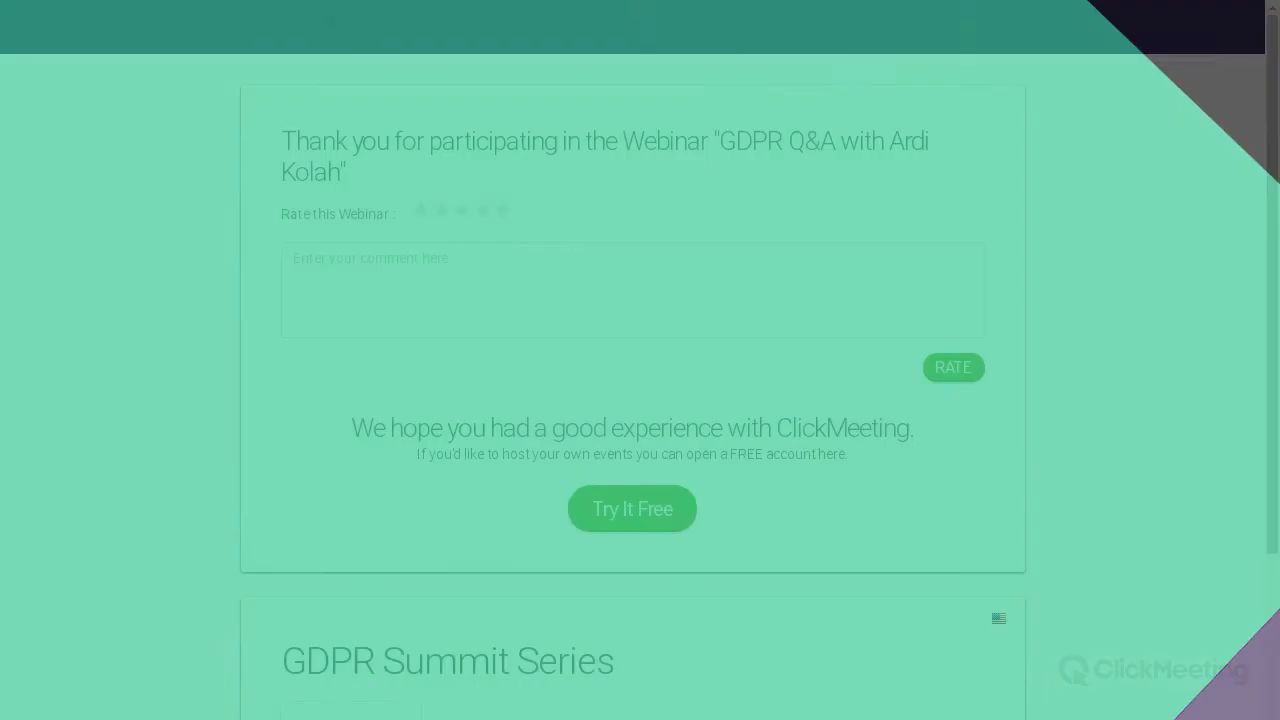 Thank you for participating in the Webinar "GDPR Q&A with Ardi
Kolah"
Rate this Webinar :
Enter your comment here
RATE
We hope you had a good experience with ClickMeeting.
If you'd like to host your own events you can open a FREE account here.
Try It Free
GDPR Summit Series
ClickMeeting